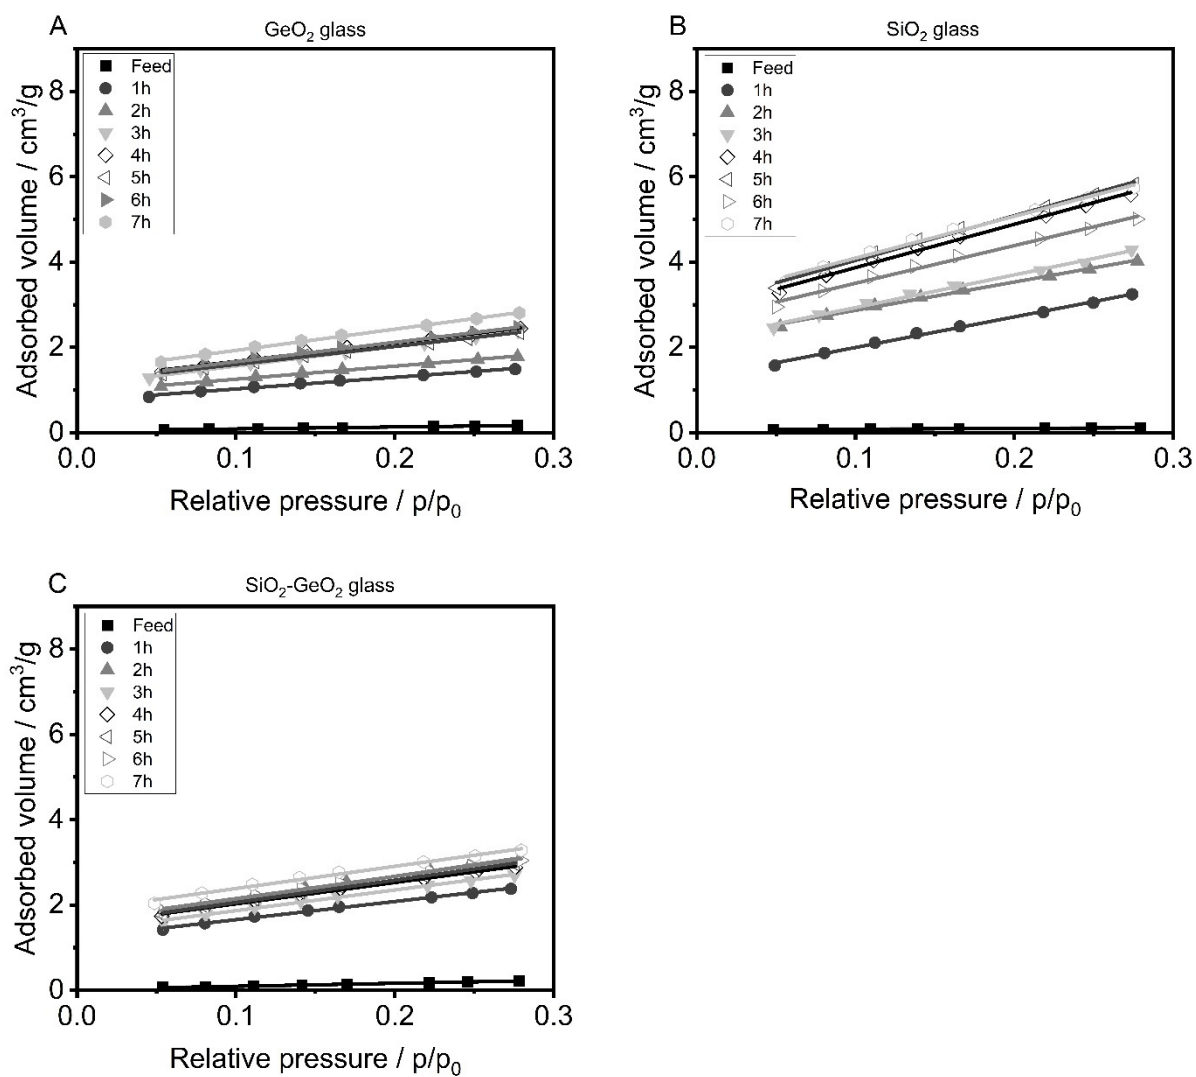 A
GeO₂ glass
Adsorbed volume / cm³/g
8
6
4
2
0
Feed
1h
2h
3h
4h
5h
6h
7h
0.0 0.1 0.2 0.3
Relative pressure / p/p₀
B
SiO₂ glass
Adsorbed volume / cm³/g
8
6
4
2
0
Feed
1h
2h
3h
4h
5h
6h
7h
0.0 0.1 0.2 0.3
Relative pressure / p/p₀
C
SiO₂-GeO₂ glass
Adsorbed volume / cm³/g
8
6
4
2
0
Feed
1h
2h
3h
4h
5h
6h
7h
0.0 0.1 0.2 0.3
Relative pressure / p/p₀